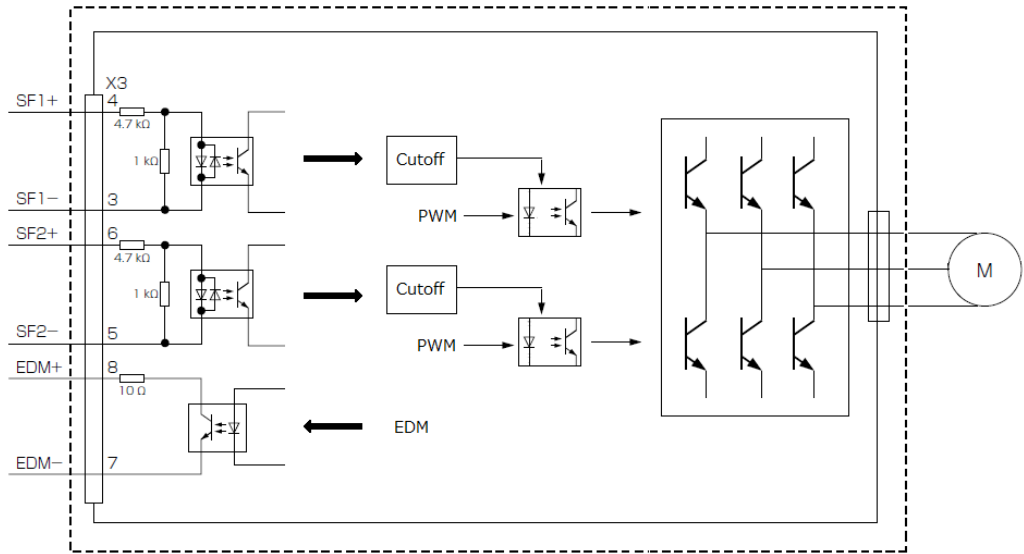 X3
SF1+
4
4.7 kΩ
1 kΩ
Cutoff
PWM
SF1−
3
SF2+
6
4.7 kΩ
1 kΩ
Cutoff
M
PWM
SF2−
5
EDM+
8
10 Ω
EDM
EDM−
7